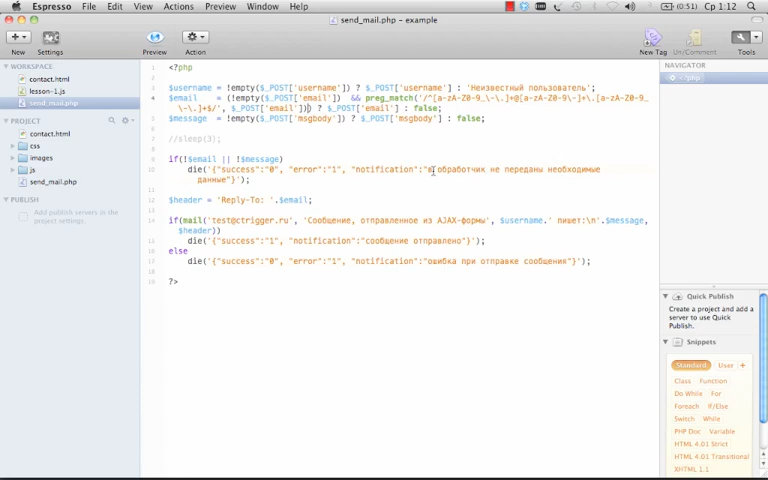 Espresso File Edit View Actions Preview Window Help (0:51) Ср 1:12
send_mail.php - example
New Settings Preview Action New Tag Un/Comment Tools
WORKSPACE
contact.html
lesson-1.js
send_mail.php
PROJECT
contact.html
css
images
js
send_mail.php
PUBLISH
Add publish servers in the
project settings
1 <?php
2
3 $username = !empty($_POST['username']) ? $_POST['username'] : 'Неизвестный пользователь';
4 $email = (!empty($_POST['email']) && preg_match('/^[a-zA-Z0-9_\-\.]+@[a-zA-Z0-9\-]+\.[a-zA-Z0-9_
\-\.]+$/', $_POST['email'])) ? $_POST['email'] : false;
5 $message = !empty($_POST['msgbody']) ? $_POST['msgbody'] : false;
6
7 //sleep(3);
8
9 if(!$email || !$message)
10 die('{"success":"0", "error":"1", "notification":"в обработчик не переданы необходимые
данные"}');
11
12 $header = 'Reply-To: '.$email;
13
14 if(mail('test@ctrigger.ru', 'Сообщение, отправленное из AJAX-формы', $username.' пишет:\n'.$message,
$header))
15 die('{"success":"1", "notification":"сообщение отправлено"}');
16 else
17 die('{"success":"0", "error":"1", "notification":"ошибка при отправке сообщения"}');
18
19 ?>
NAVIGATOR
<?php
Quick Publish
Create a project and add a
server to use Quick
Publish.
Snippets
Standard User +
Class Function
Do While For
Foreach If/Else
Switch While
PHP Doc Variable
HTML 4.01 Strict
HTML 4.01 Transitional
XHTML 1.1